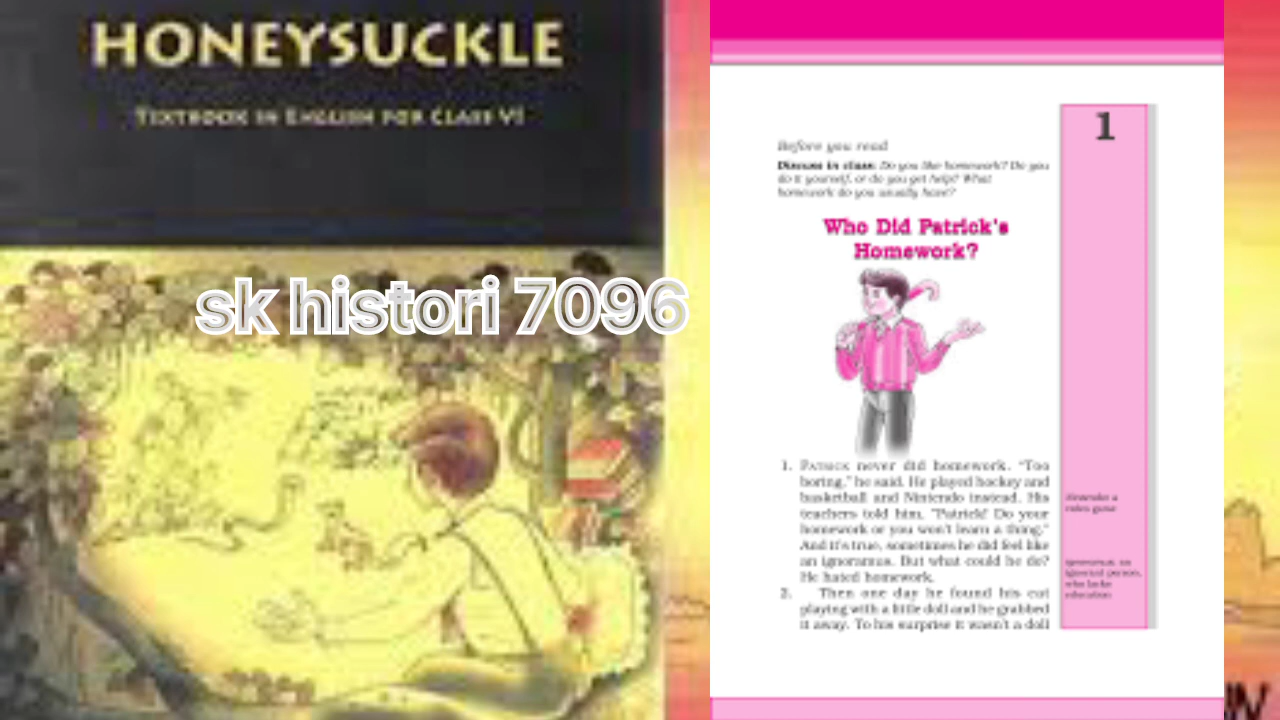 HONEYSUCKLE
TEXTBOOK IN ENGLISH FOR CLASS VI
sk histori 7096
1
Before you read
Discuss in class: Do you like homework? Do you
do it yourself, or do you get help? What
homework do you usually have?
Who Did Patrick's
Homework?
1. PATRICK never did homework. “Too
boring,” he said. He played hockey and
basketball and Nintendo instead. His
teachers told him, “Patrick! Do your
homework or you won't learn a thing.”
And it's true, sometimes he did feel like
an ignoramus. But what could he do?
He hated homework.
2. Then one day he found his cat
playing with a little doll and he grabbed
it away. To his surprise it wasn't a doll
Nintendo: a
video game
ignoramus: an
ignorant person,
who lacks
education